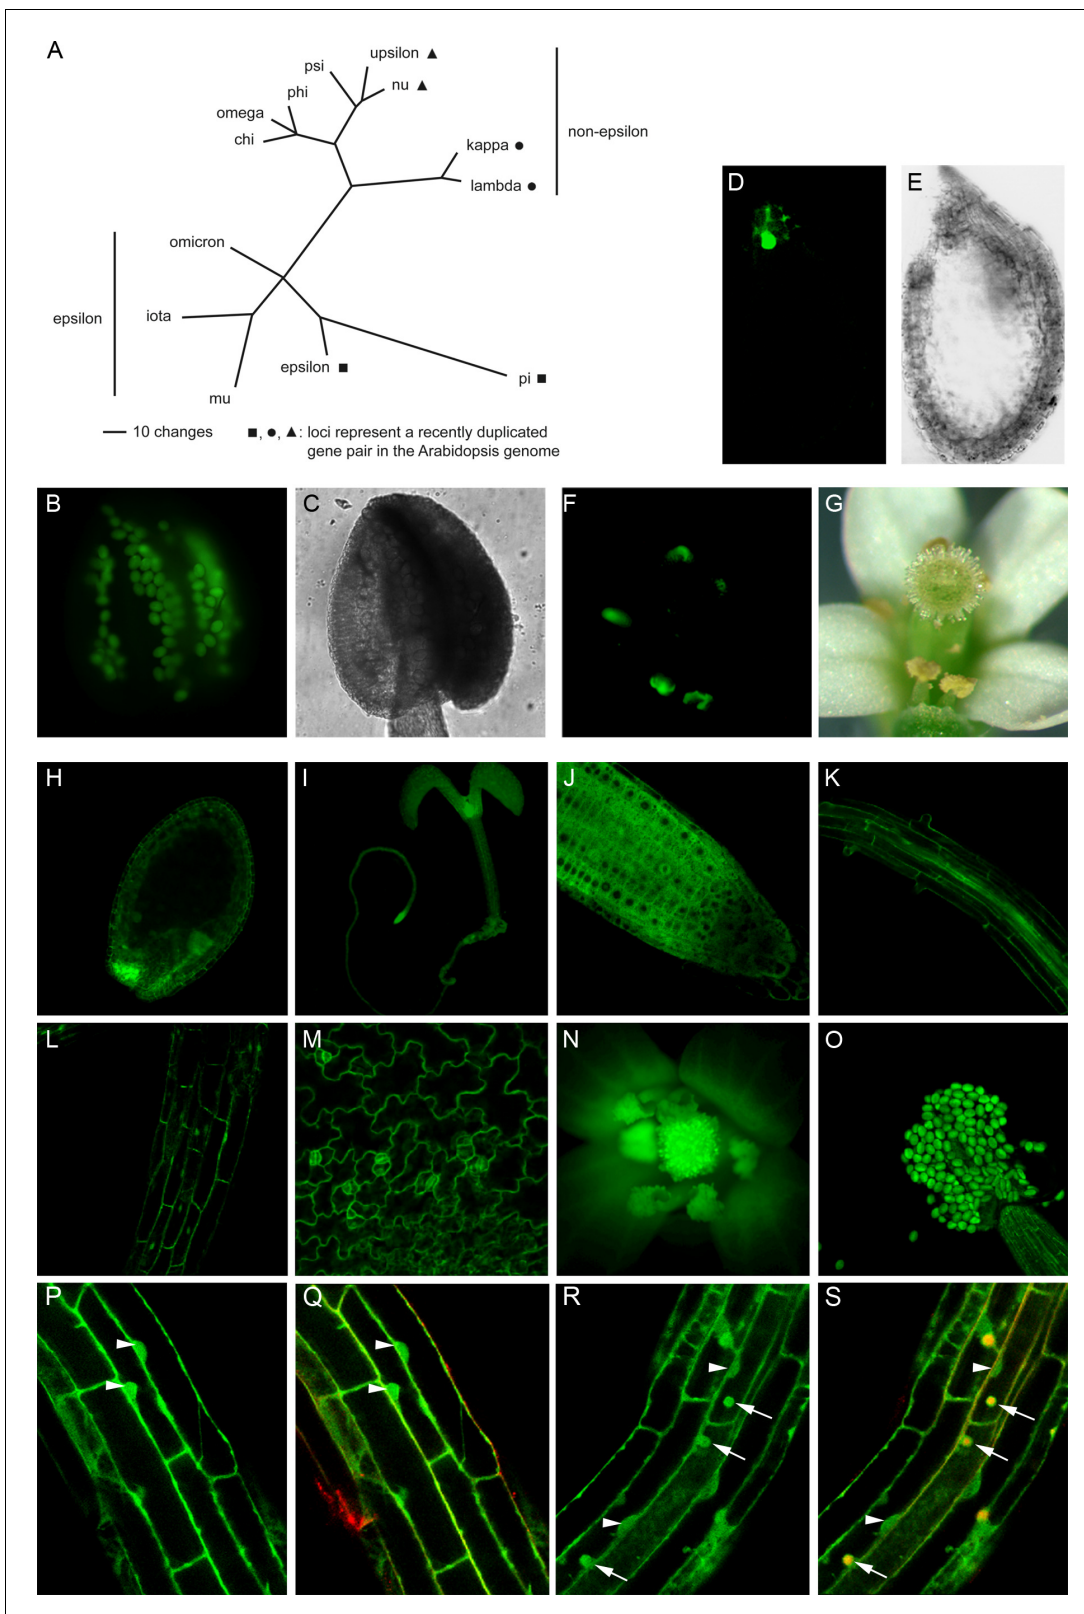 A
upsilon ▲
psi
nu ▲
phi
omega
chi
kappa ●
lambda ●
non-epsilon
omicron
iota
epsilon
epsilon ■
pi ■
mu
10 changes
■, ●, ▲: loci represent a recently duplicated
gene pair in the Arabidopsis genome
D
E
B
C
F
G
H
I
J
K
L
M
N
O
P
Q
R
S